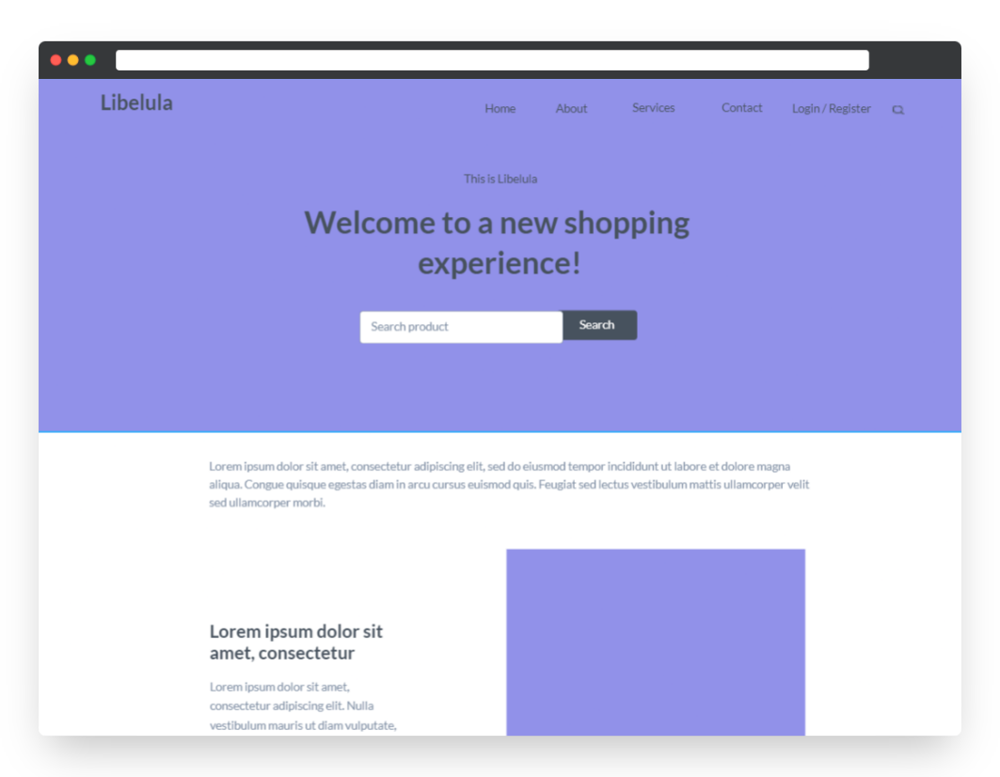 Libelula
Home About Services Contact Login / Register
This is Libelula
Welcome to a new shopping
experience!
Search product Search
Lorem ipsum dolor sit amet, consectetur adipiscing elit, sed do eiusmod tempor incididunt ut labore et dolore magna
aliqua. Congue quisque egestas diam in arcu cursus euismod quis. Feugiat sed lectus vestibulum mattis ullamcorper velit
sed ullamcorper morbi.
Lorem ipsum dolor sit
amet, consectetur
Lorem ipsum dolor sit amet,
consectetur adipiscing elit. Nulla
vestibulum mauris ut diam vulputate,